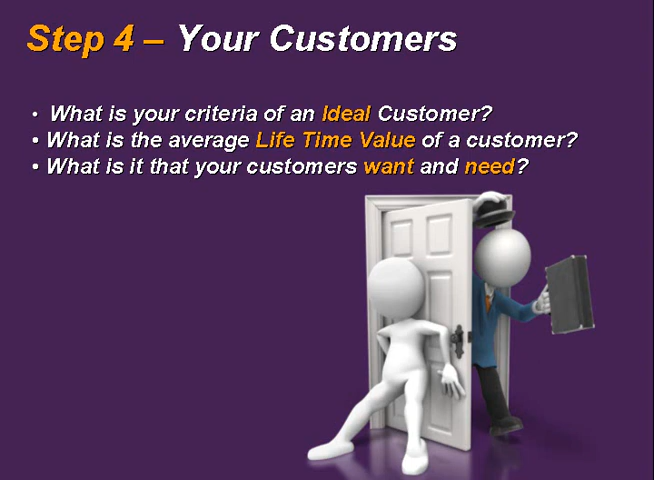 Step 4 – Your Customers
• What is your criteria of an Ideal Customer?
• What is the average Life Time Value of a customer?
• What is it that your customers want and need?